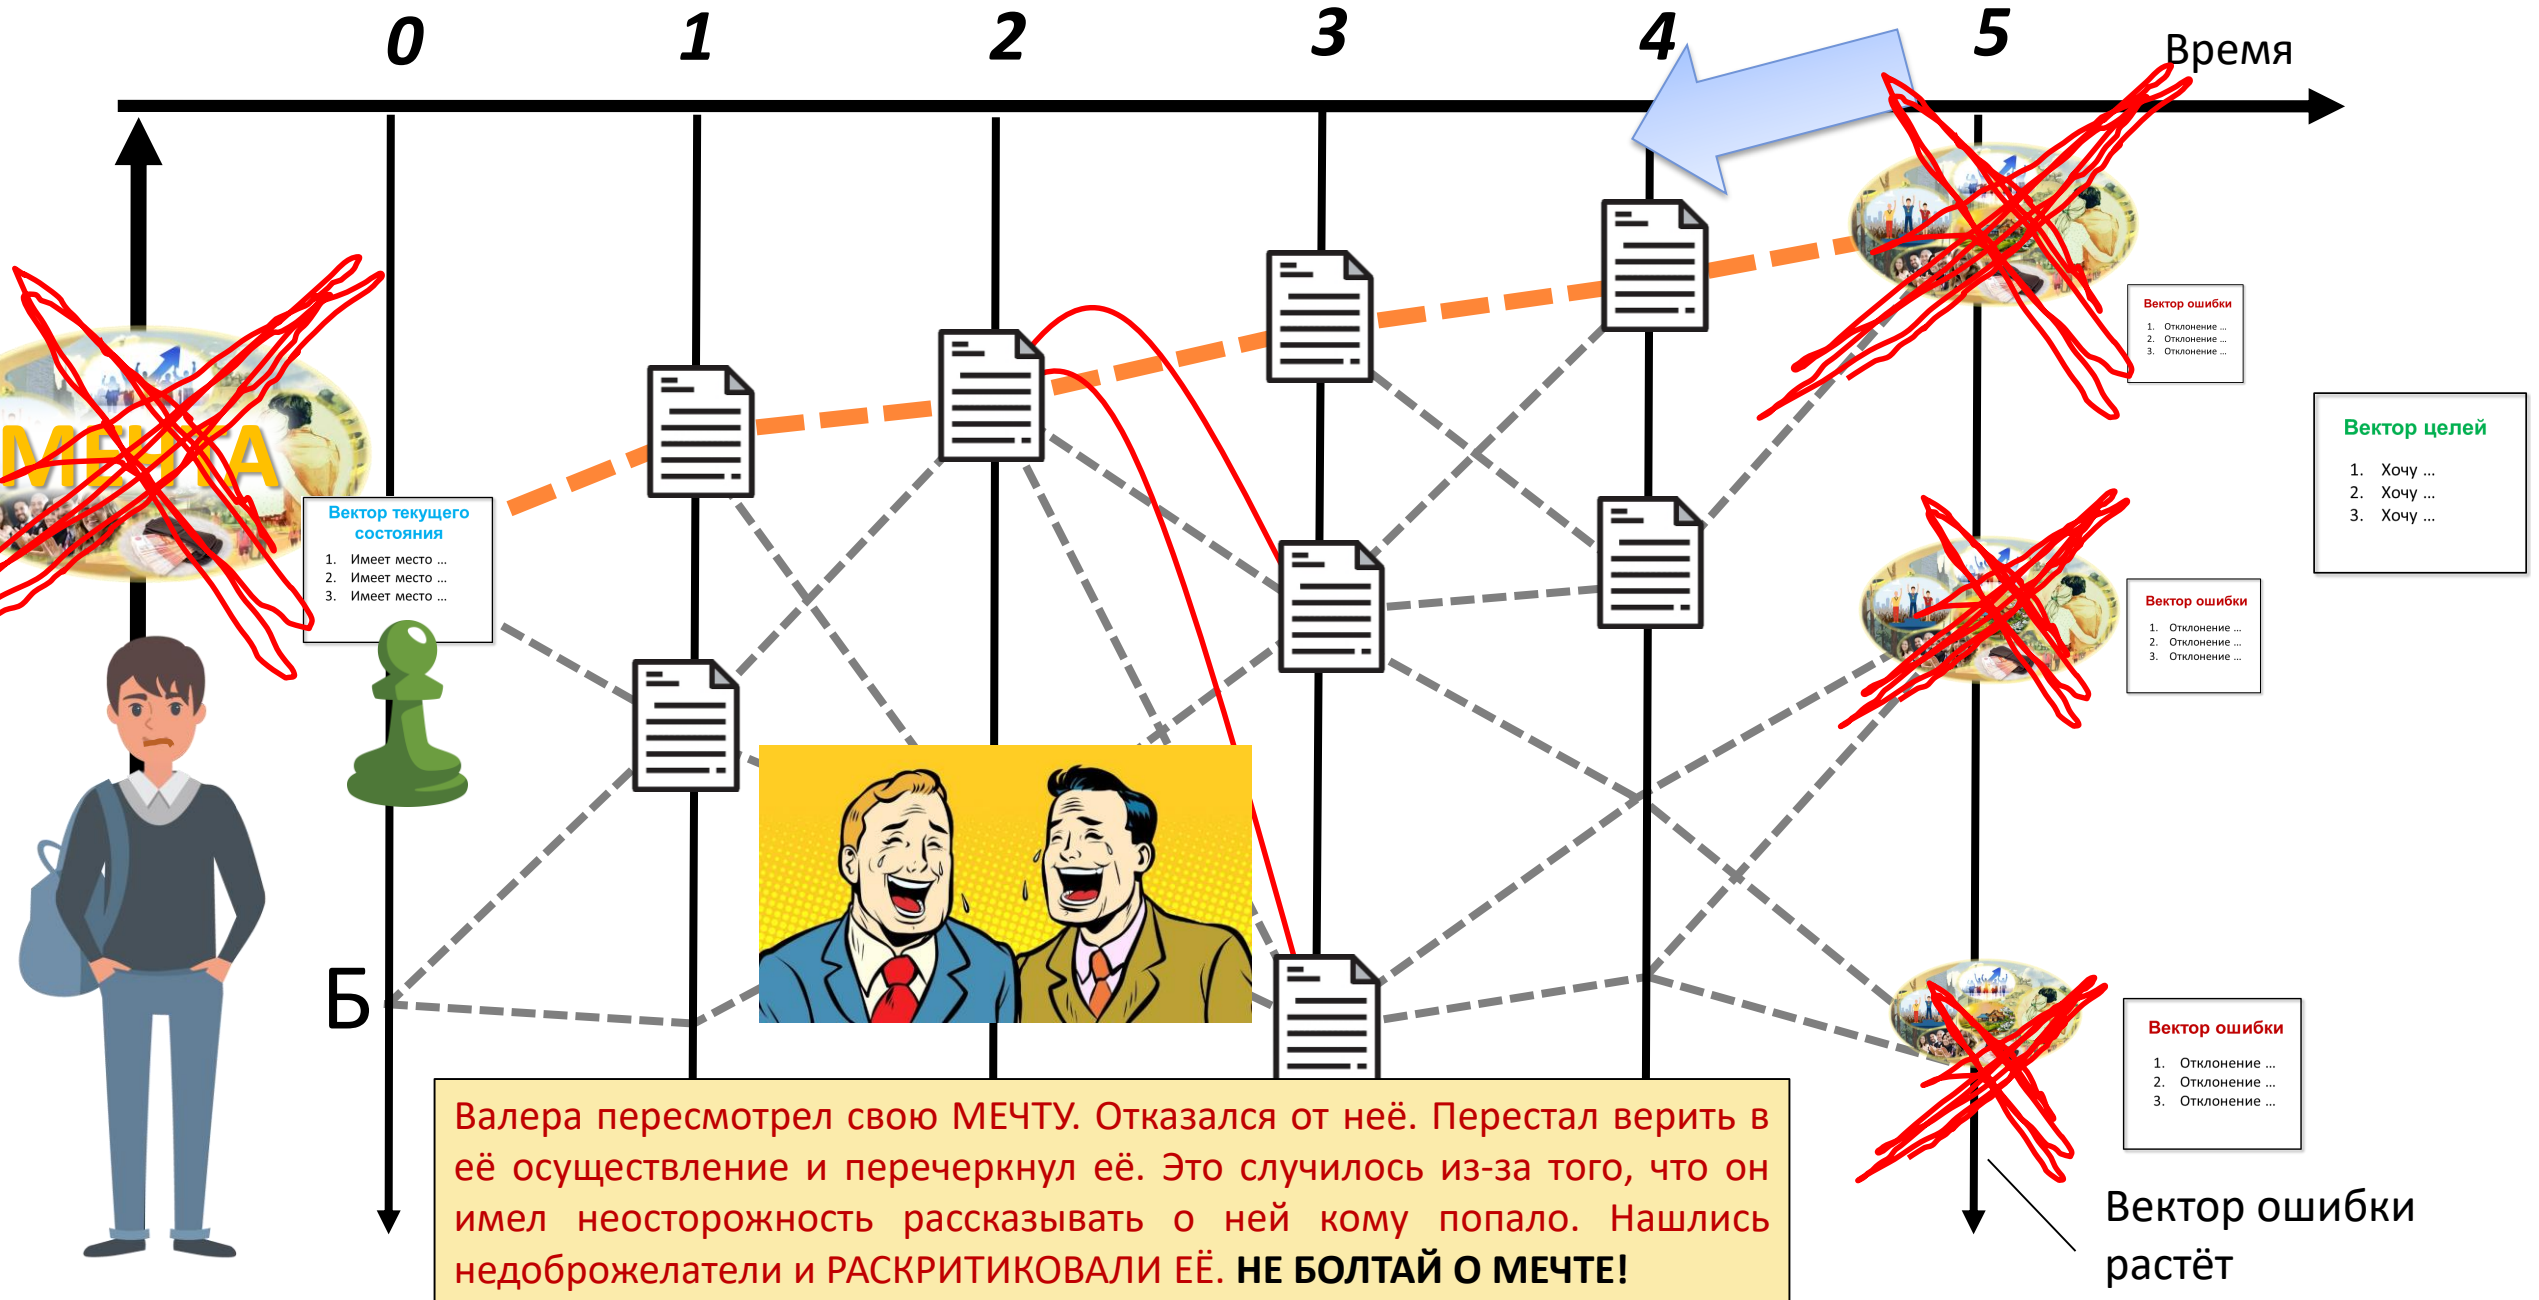 0 1 2 3 4 5
Время
МЕЧТА
Вектор текущего
состояния
1. Имеет место ...
2. Имеет место ...
3. Имеет место ...
Вектор ошибки
1. Отклонение ...
2. Отклонение ...
3. Отклонение ...
Вектор целей
1. Хочу ...
2. Хочу ...
3. Хочу ...
Вектор ошибки
1. Отклонение ...
2. Отклонение ...
3. Отклонение ...
Б
Вектор ошибки
1. Отклонение ...
2. Отклонение ...
3. Отклонение ...
Вектор ошибки
растёт
Валера пересмотрел свою МЕЧТУ. Отказался от неё. Перестал верить в
её осуществление и перечеркнул её. Это случилось из-за того, что он
имел неосторожность рассказывать о ней кому попало. Нашлись
недоброжелатели и РАСКРИТИКОВАЛИ ЕЁ. НЕ БОЛТАЙ О МЕЧТЕ!